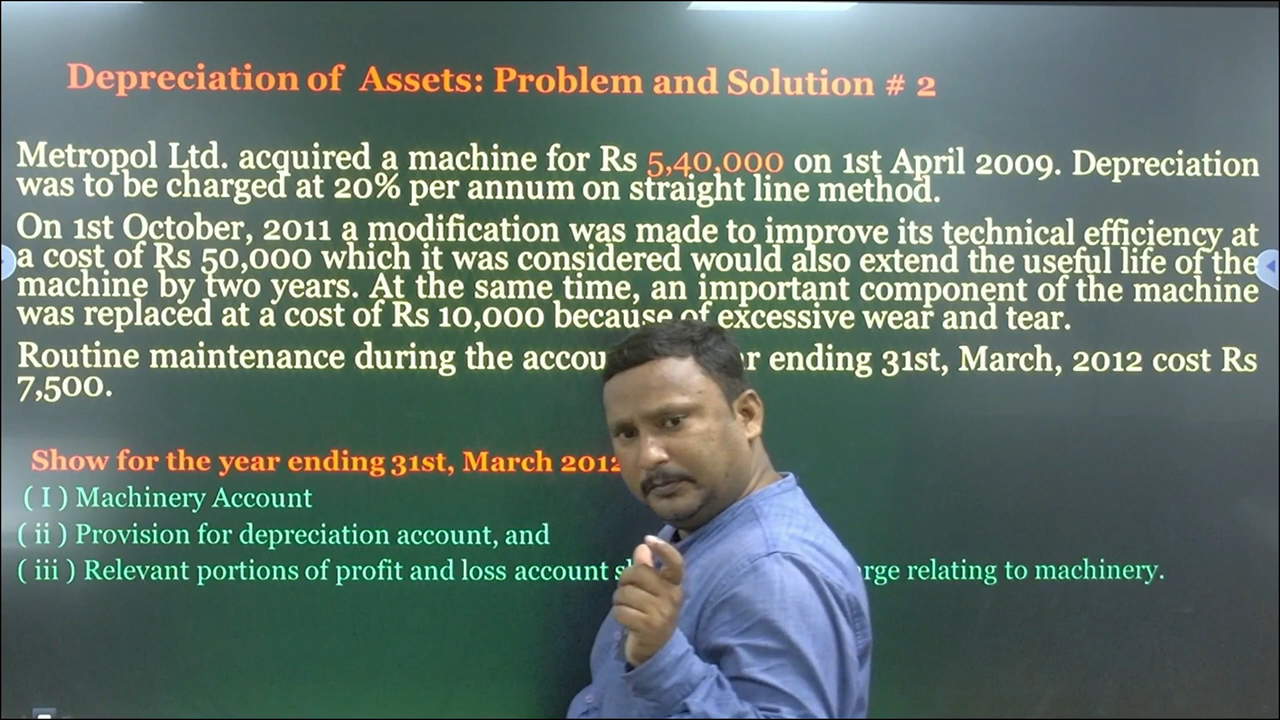 Depreciation of Assets: Problem and Solution # 2
Metropol Ltd. acquired a machine for Rs 5,40,000 on 1st April 2009. Depreciation
was to be charged at 20% per annum on straight line method.
On 1st October, 2011 a modification was made to improve its technical efficiency at
a cost of Rs 50,000 which it was considered would also extend the useful life of the
machine by two years. At the same time, an important component of the machine
was replaced at a cost of Rs 10,000 because of excessive wear and tear.
Routine maintenance during the ending 31st, March, 2012 cost Rs
7,500.
Show for the year ending 31st, March 2012
( I ) Machinery Account
( ii ) Provision for depreciation account, and
( iii ) Relevant portions of profit and loss account relating to machinery.